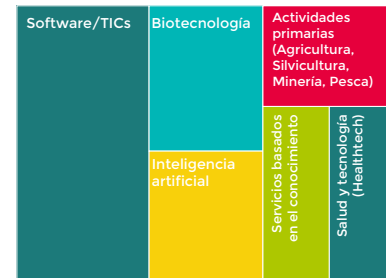 Software/TICs
Biotecnología
Actividades
primarias
(Agricultura,
Silvicultura,
Minería, Pesca)
Inteligencia
artificial
Servicios basados
en el conocimiento
Salud y tecnología
(Healthtech)